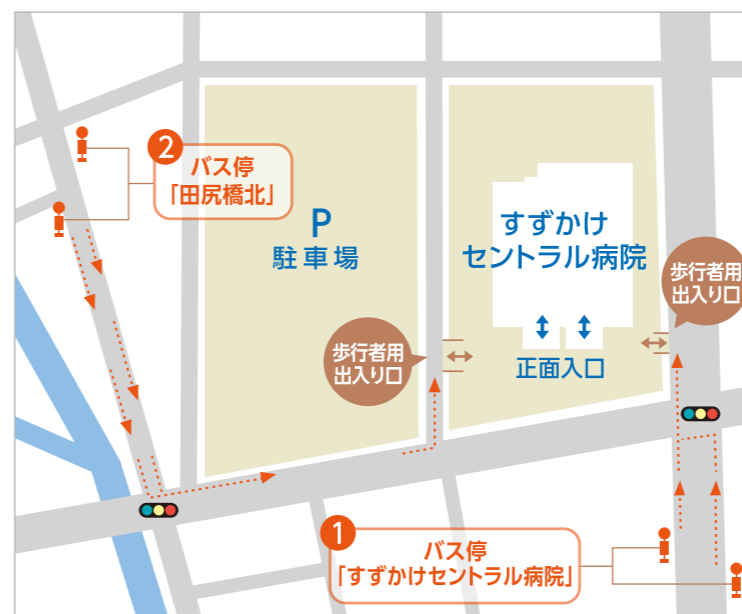 2
バス停
「田尻橋北」
P
駐車場
すずかけ
セントラル病院
歩行者用
出入り口
歩行者用
出入り口
正面入口
1
バス停
「すずかけセントラル病院」